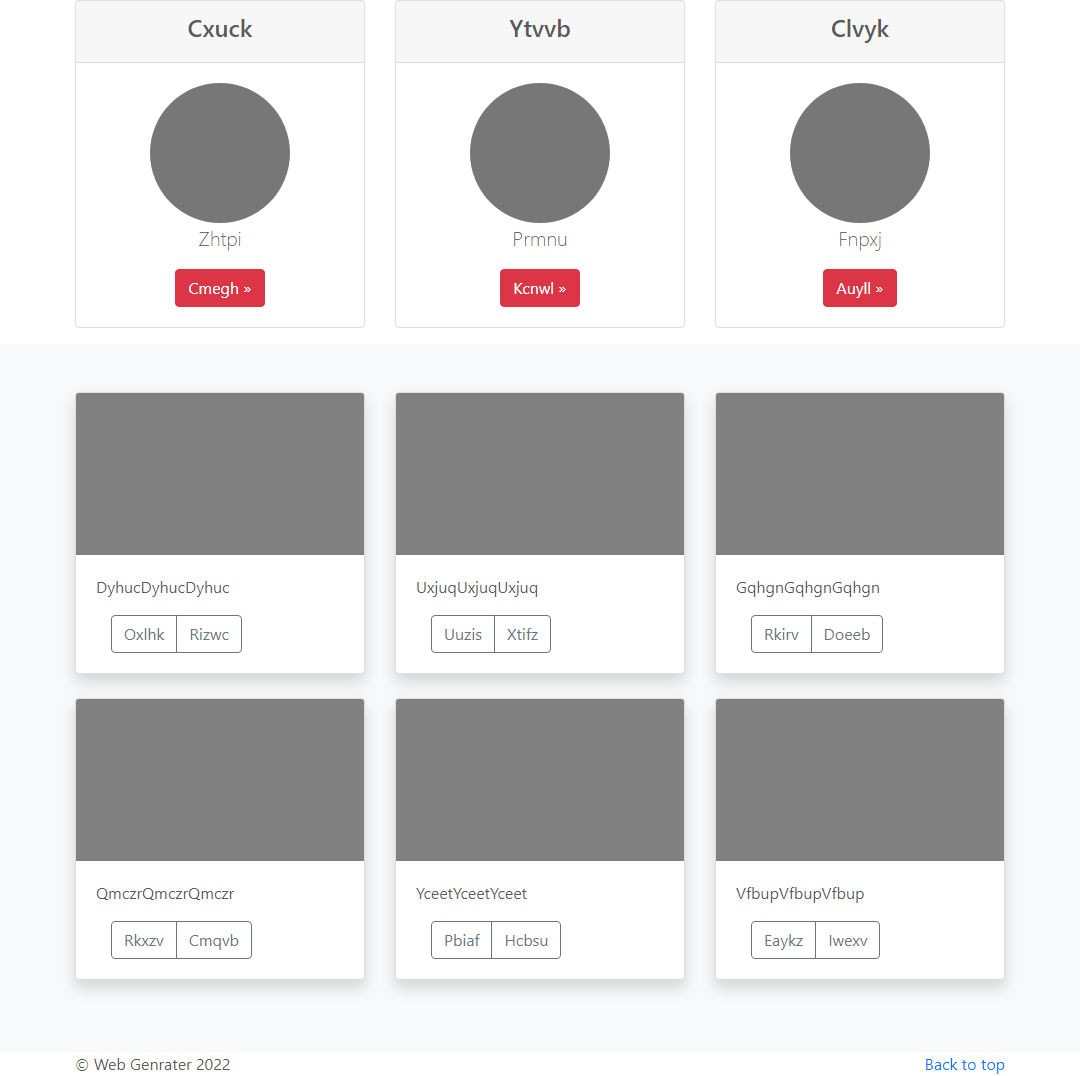 Cxuck Ytvvb Clvyk
Zhtpi Prmnu Fnpxj
Cmegh » Kcnwl » Auyll »
DyhucDyhucDyhuc UxjuqUxjuqUxjuq GqhgnGqhgnGqhgn
Oxlhk Rizwc Uuzis Xtifz Rkirv Doeeb
QmczrQmczrQmczr YceetYceetYceet VfbupVfbupVfbup
Rkxzv Cmqvb Pbiaf Hcbsu Eaykz Iwexv
© Web Genrater 2022 Back to top